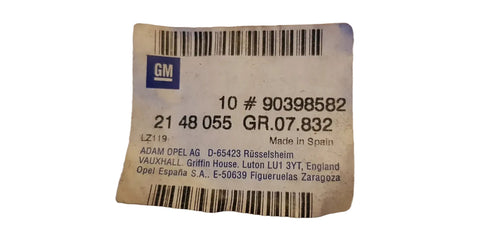 GM
10 # 90398582
21 48 055 GR.07.832
LZ119 Made in Spain
ADAM OPEL AG D-65423 Rüsselsheim
VAUXHALL. Griffin House. Luton LU1 3YT, England
Opel España S.A.. E-50639 Figueruelas Zaragoza